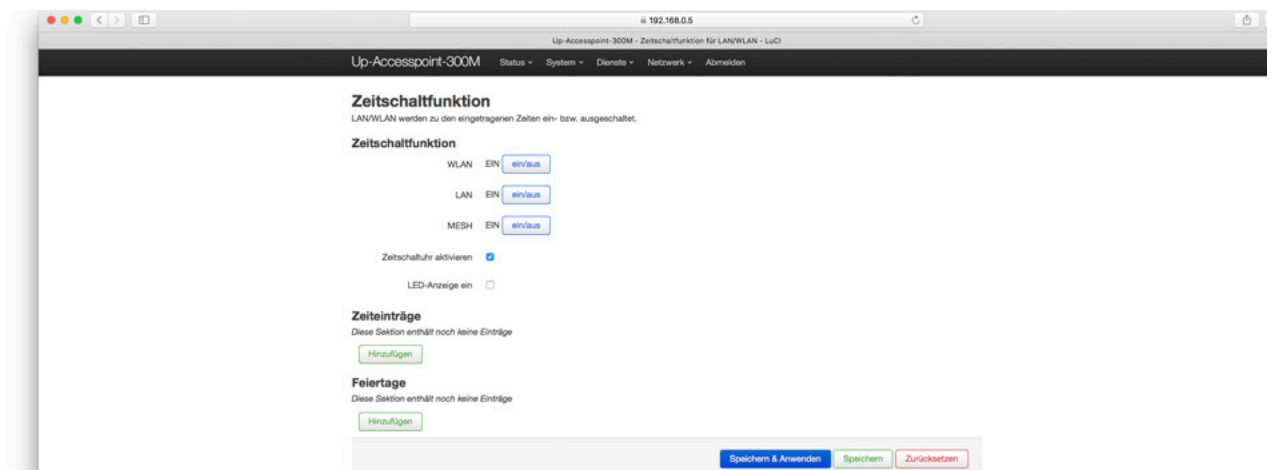 192.168.0.5
Up-Accesspoint-300M - Zeitschaltfunktion für LAN/WLAN - LuCI
Up-Accesspoint-300M Status System Dienste Netzwerk Abmelden
Zeitschaltfunktion
LAN/WLAN werden zu den eingetragenen Zeiten ein- bzw. ausgeschaltet.
Zeitschaltfunktion
WLAN EIN ein/aus
LAN EIN ein/aus
MESH EIN ein/aus
Zeitschaltuhr aktivieren
LED-Anzeige ein
Zeiteinträge
Diese Sektion enthält noch keine Einträge
Hinzufügen
Feiertage
Diese Sektion enthält noch keine Einträge
Hinzufügen
Speichern & Anwenden Speichern Zurücksetzen